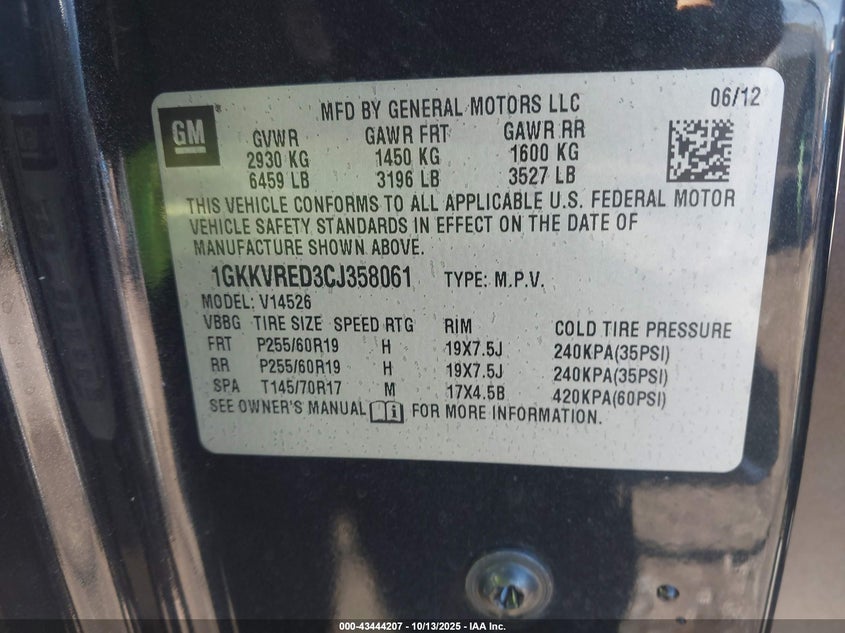 GM
MFD BY GENERAL MOTORS LLC
06/12
GVWR GAWR FRT GAWR RR
2930 KG 1450 KG 1600 KG
6459 LB 3196 LB 3527 LB
THIS VEHICLE CONFORMS TO ALL APPLICABLE U.S. FEDERAL MOTOR
VEHICLE SAFETY STANDARDS IN EFFECT ON THE DATE OF
MANUFACTURE SHOWN ABOVE.
1GKKVRED3CJ358061 TYPE: M.P.V.
MODEL: V14526
VBBG TIRE SIZE SPEED RTG RIM COLD TIRE PRESSURE
FRT P255/60R19 H 19X7.5J 240KPA(35PSI)
RR P255/60R19 H 19X7.5J 240KPA(35PSI)
SPA T145/70R17 M 17X4.5B 420KPA(60PSI)
SEE OWNER'S MANUAL FOR MORE INFORMATION.
000-43444207 - 10/13/2025 - IAA Inc.